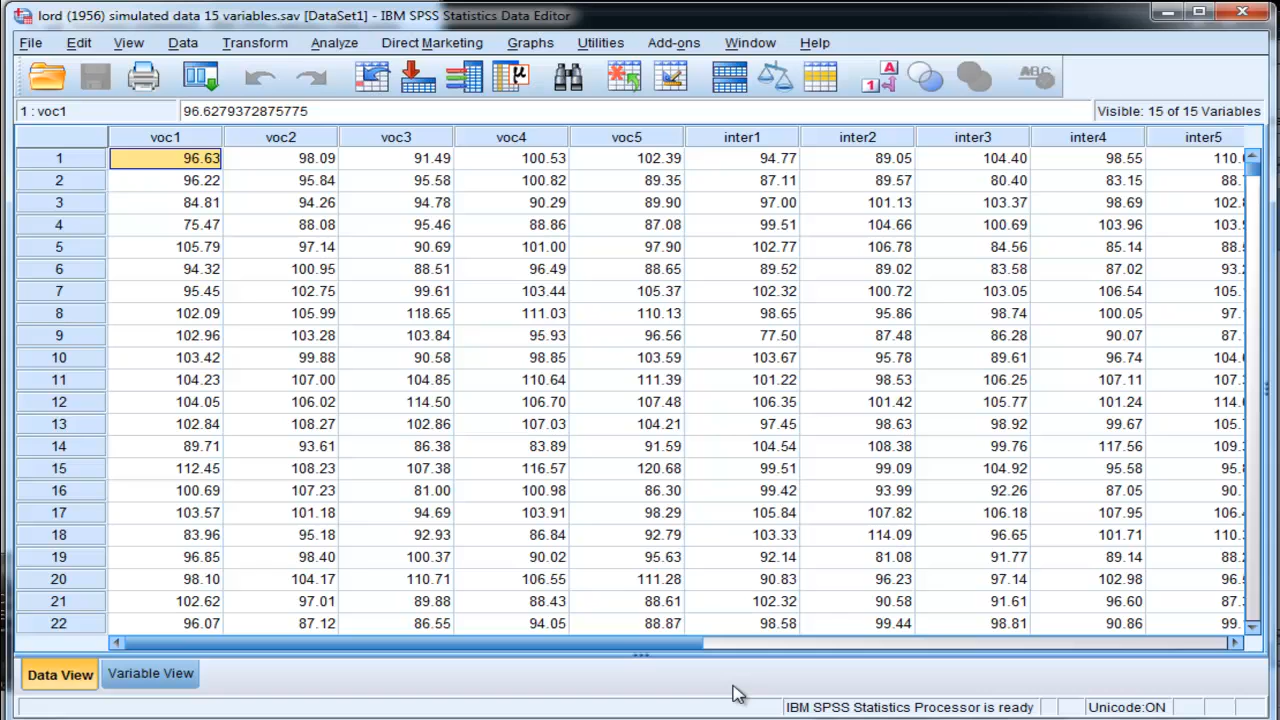 lord (1956) simulated data 15 variables.sav [DataSet1] - IBM SPSS Statistics Data Editor
File Edit View Data Transform Analyze Direct Marketing Graphs Utilities Add-ons Window Help
1 : voc1 96.6279372875775 Visible: 15 of 15 Variables
voc1 voc2 voc3 voc4 voc5 inter1 inter2 inter3 inter4 inter5
1 96.63 98.09 91.49 100.53 102.39 94.77 89.05 104.40 98.55 110.
2 96.22 95.84 95.58 100.82 89.35 87.11 89.57 80.40 83.15 88.
3 84.81 94.26 94.78 90.29 89.90 97.00 101.13 103.37 98.69 102.
4 75.47 88.08 95.46 88.86 87.08 99.51 104.66 100.69 103.96 103.
5 105.79 97.14 90.69 101.00 97.90 102.77 106.78 84.56 85.14 88.
6 94.32 100.95 88.51 96.49 88.65 89.52 89.02 83.58 87.02 93.
7 95.45 102.75 99.61 103.44 105.37 102.32 100.72 103.05 106.54 105.
8 102.09 105.99 118.65 111.03 110.13 98.65 95.86 98.74 100.05 97.
9 102.96 103.28 103.84 95.93 96.56 77.50 87.48 86.28 90.07 87.
10 103.42 99.88 90.58 98.85 103.59 103.67 95.78 89.61 96.74 104.
11 104.23 107.00 104.85 110.64 111.39 101.22 98.53 106.25 107.11 107.
12 104.05 106.02 114.50 106.70 107.48 106.35 101.42 105.77 101.24 114.
13 102.84 108.27 102.86 107.03 104.21 97.45 98.63 98.92 99.67 105.
14 89.71 93.61 86.38 83.89 91.59 104.54 108.38 99.76 117.56 109.
15 112.45 108.23 107.38 116.57 120.68 99.51 99.09 104.92 95.58 95.
16 100.69 107.23 81.00 100.98 86.30 99.42 93.99 92.26 87.05 90.
17 103.57 101.18 94.69 103.91 98.29 105.84 107.82 106.18 107.95 106.
18 83.96 95.18 92.93 86.84 92.79 103.33 114.09 96.65 101.71 110.
19 96.85 98.40 100.37 90.02 95.63 92.14 81.08 91.77 89.14 88.
20 98.10 104.17 110.71 106.55 111.28 90.83 96.23 97.14 102.98 96.
21 102.62 97.01 89.88 88.43 88.61 102.32 90.58 91.61 96.60 87.
22 96.07 87.12 86.55 94.05 88.87 98.58 99.44 98.81 90.86 99.
Data View Variable View
IBM SPSS Statistics Processor is ready Unicode:ON